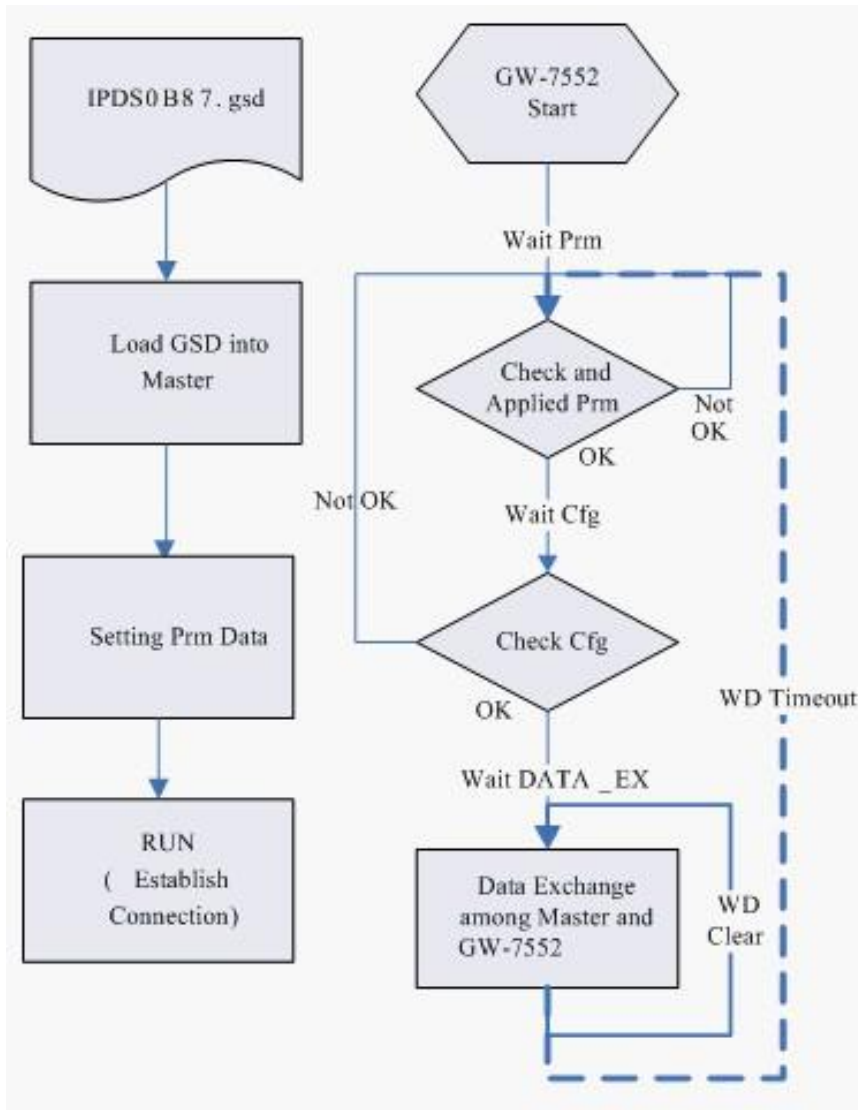 IPDS0B87.gsd
Load GSD into
Master
Setting Prm Data
RUN
( Establish
Connection)
GW-7552
Start
Wait Prm
Check and
Applied Prm
Not
OK
OK
Not OK
Wait Cfg
Check Cfg
OK
WD Timeout
Wait DATA _EX
Data Exchange
among Master and
GW-7552
WD
Clear